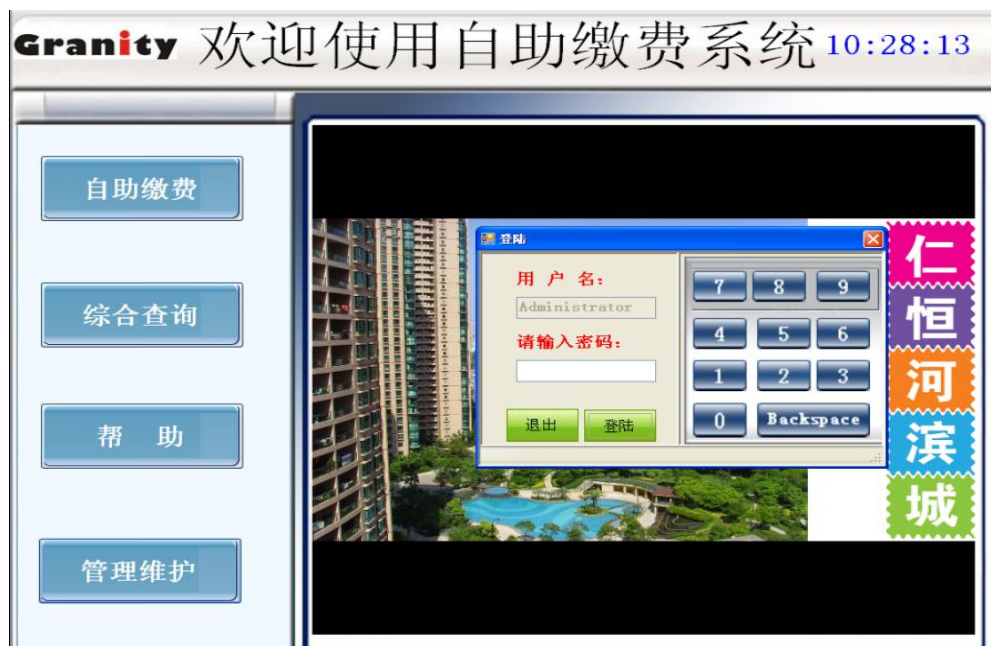 Granity 欢迎使用自助缴费系统 10:28:13
自助缴费
综合查询
帮 助
管理维护
登陆
用 户 名:
Administrator
请输入密码:
退出 登陆
7 8 9
4 5 6
1 2 3
0 Backspace
仁
恒
河
滨
城